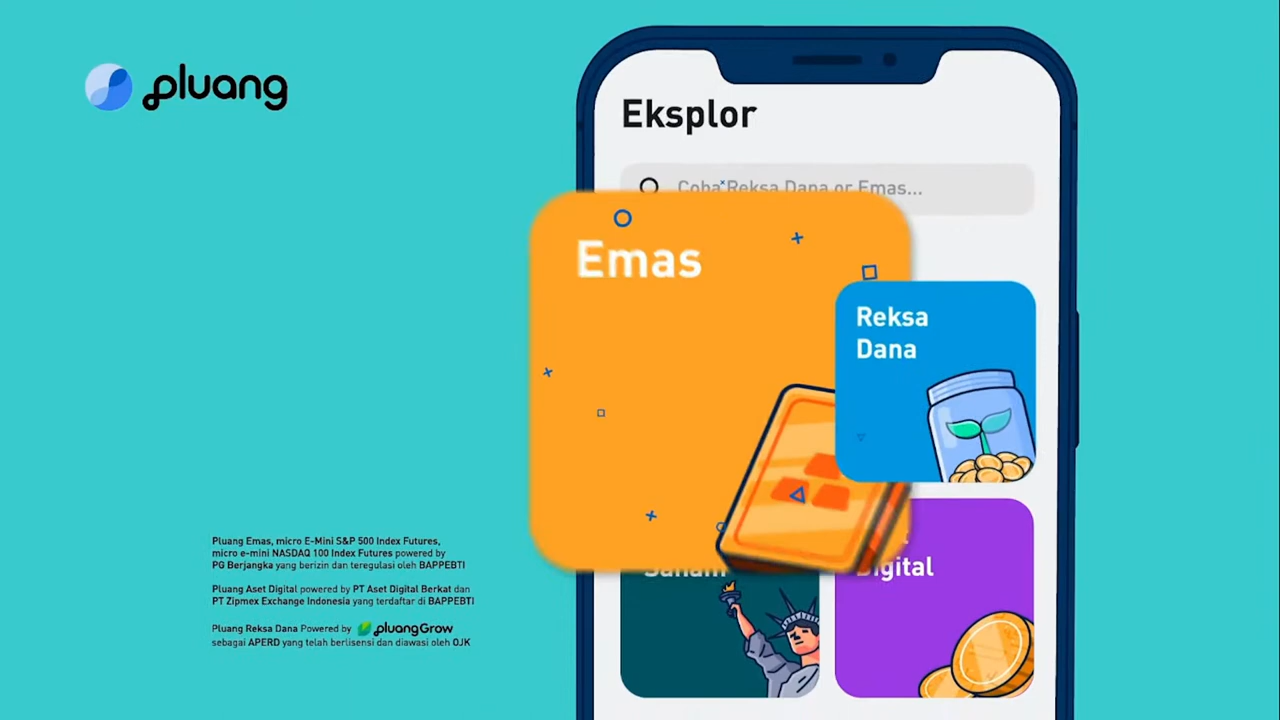 pluang
Eksplor
Coba Reksa Dana or Emas...
Emas
Reksa
Dana
Saham
Digital
Pluang Emas, micro E-Mini S&P 500 Index Futures,
micro e-mini NASDAQ 100 Index Futures powered by
PG Berjangka yang berizin dan teregulasi oleh BAPPEBTI
Pluang Aset Digital powered by PT Aset Digital Berkat dan
PT Zipmex Exchange Indonesia yang terdaftar di BAPPEBTI
Pluang Reksa Dana Powered by pluangGrow
sebagai APERD yang telah berlisensi dan diawasi oleh OJK